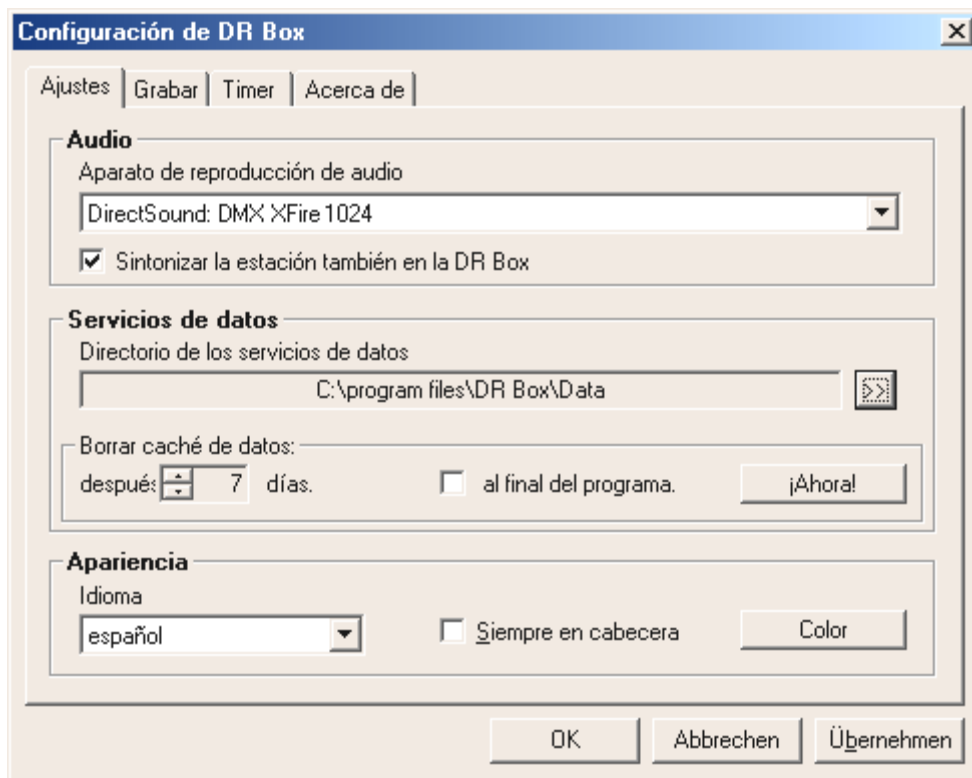 Configuración de DR Box
Ajustes Grabar Timer Acerca de
Audio
Aparato de reproducción de audio
DirectSound: DMX XFire 1024
Sintonizar la estación también en la DR Box
Servicios de datos
Directorio de los servicios de datos
C:\program files\DR Box\Data
>>
Borrar caché de datos:
despué 7 días. al final del programa. ¡Ahora!
Apariencia
Idioma
español Siempre en cabecera Color
OK Abbrechen Übernehmen